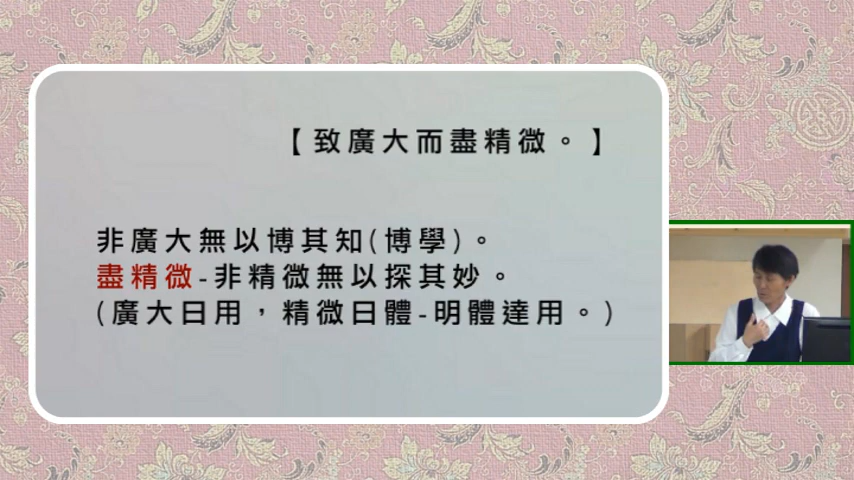 【致廣大而盡精微。】
非廣大無以博其知(博學)。
盡精微-非精微無以探其妙。
(廣大日用，精微日體-明體達用。)